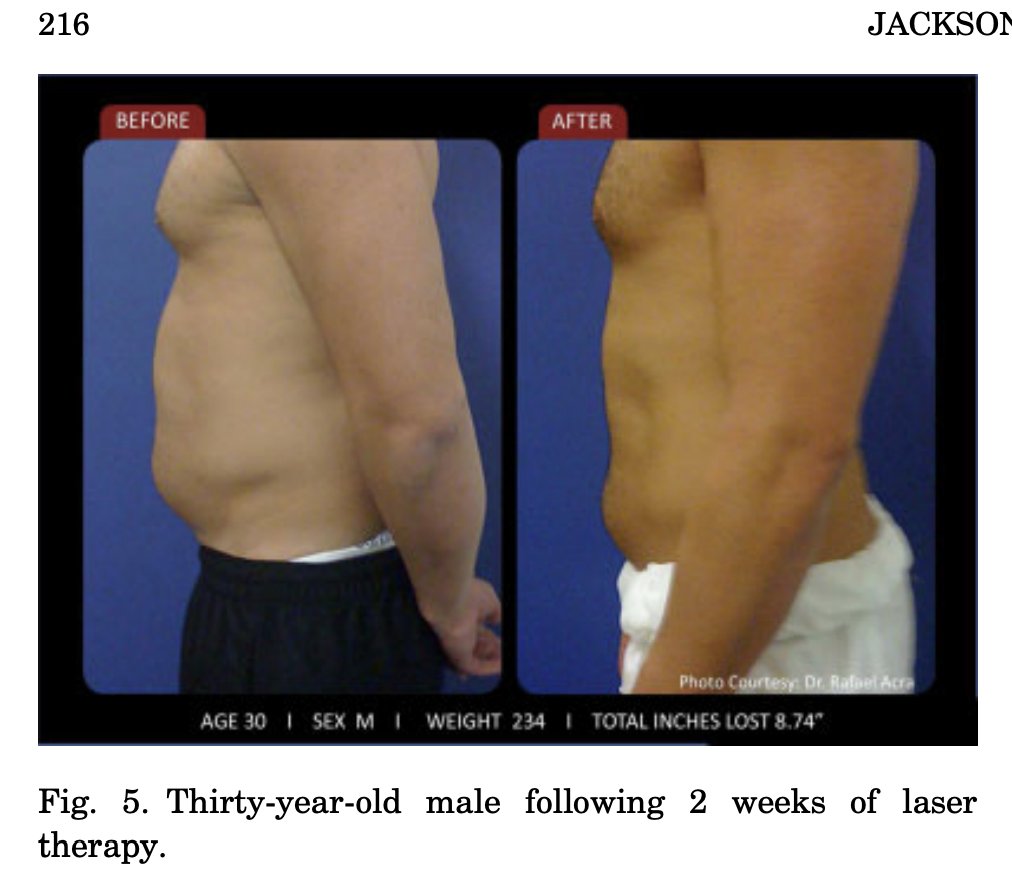 216
JACKSON
BEFORE
AFTER
Photo Courtesy: Dr. Rafael Acra
AGE 30 I SEX M I WEIGHT 234 I TOTAL INCHES LOST 8.74”
Fig. 5. Thirty-year-old male following 2 weeks of laser
therapy.